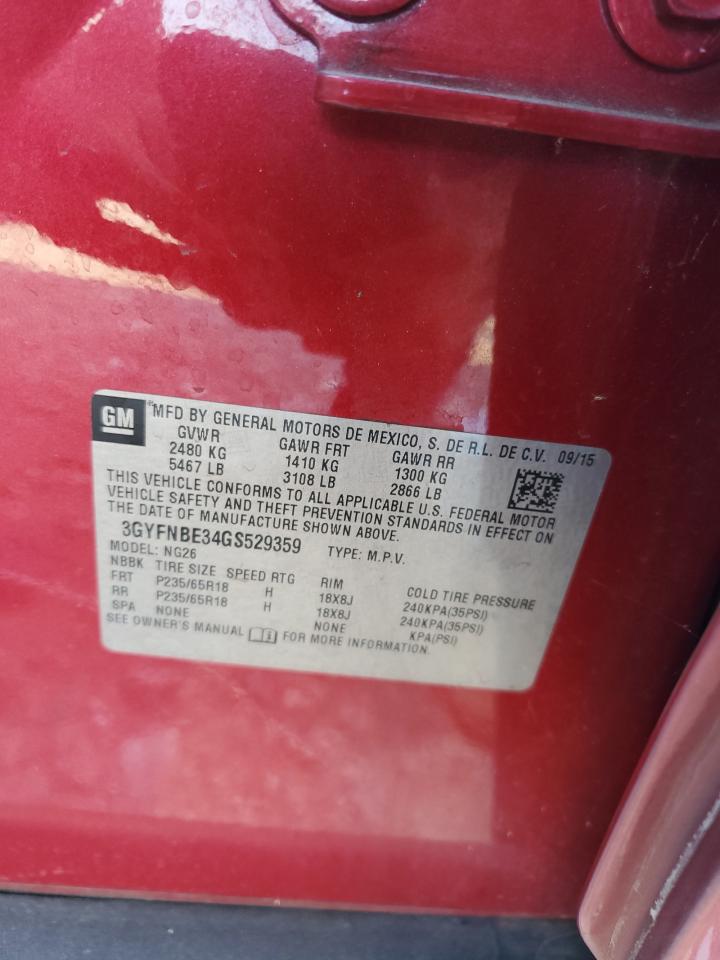 GM
®MFD BY GENERAL MOTORS DE MEXICO, S. DE R.L. DE C.V. 09/15
GVWR GAWR FRT GAWR RR
2480 KG 1410 KG 1300 KG
5467 LB 3108 LB 2866 LB
THIS VEHICLE CONFORMS TO ALL APPLICABLE U.S. FEDERAL MOTOR
VEHICLE SAFETY AND THEFT PREVENTION STANDARDS IN EFFECT ON
THE DATE OF MANUFACTURE SHOWN ABOVE.
3GYFNBE34GS529359 TYPE: M.P.V.
MODEL: NG26
NBBK TIRE SIZE SPEED RTG RIM COLD TIRE PRESSURE
FRT P235/65R18 H 18X8J 240KPA(35PSI)
RR P235/65R18 H 18X8J 240KPA(35PSI)
SPA NONE NONE KPA(PSI)
SEE OWNER'S MANUAL FOR MORE INFORMATION.